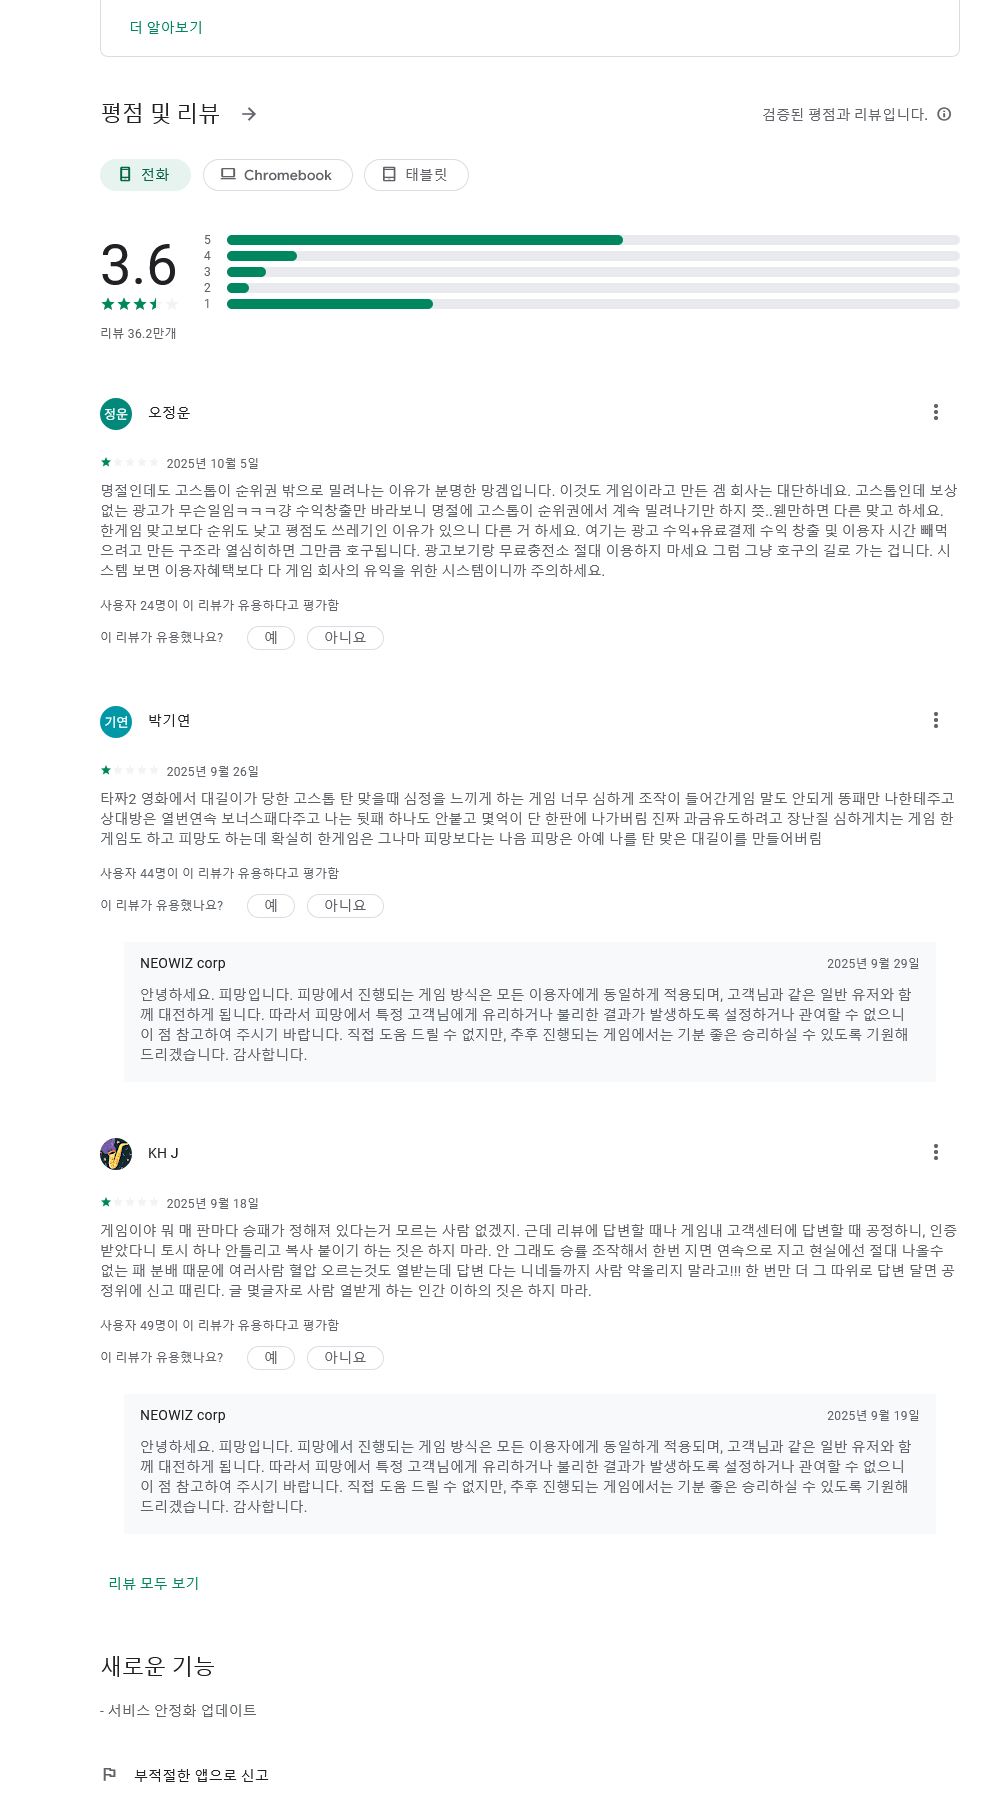 더 알아보기
평점 및 리뷰
검증된 평점과 리뷰입니다.
전화
Chromebook
태블릿
3.6
5
4
3
2
1
리뷰 36.2만개
정운
오정운
2025년 10월 5일
명절인데도 고스톱이 순위권 밖으로 밀려나는 이유가 분명한 망겜입니다. 이것도 게임이라고 만든 겜 회사는 대단하네요. 고스톱인데 보상
없는 광고가 무슨일임ㅋㅋㅋ걍 수익창출만 바라보니 명절에 고스톱이 순위권에서 계속 밀려나기만 하지 쯧..웬만하면 다른 맞고 하세요.
한게임 맞고보다 순위도 낮고 평점도 쓰레기인 이유가 있으니 다른 거 하세요. 여기는 광고 수익+유료결제 수익 창출 및 이용자 시간 빼먹
으려고 만든 구조라 열심히하면 그만큼 호구됩니다. 광고보기랑 무료충전소 절대 이용하지 마세요 그럼 그냥 호구의 길로 가는 겁니다. 시
스템 보면 이용자혜택보다 다 게임 회사의 유익을 위한 시스템이니까 주의하세요.
사용자 24명이 이 리뷰가 유용하다고 평가함
이 리뷰가 유용했나요?
예
아니요
기연
박기연
2025년 9월 26일
타짜2 영화에서 대길이가 당한 고스톱 탄 맞을때 심정을 느끼게 하는 게임 너무 심하게 조작이 들어간게임 말도 안되게 똥패만 나한테주고
상대방은 열번연속 보너스패다주고 나는 뒷패 하나도 안붙고 몇억이 단 한판에 나가버림 진짜 과금유도하려고 장난질 심하게치는 게임 한
게임도 하고 피망도 하는데 확실히 한게임은 그나마 피망보다는 나음 피망은 아예 나를 탄 맞은 대길이를 만들어버림
사용자 44명이 이 리뷰가 유용하다고 평가함
이 리뷰가 유용했나요?
예
아니요
NEOWIZ corp
2025년 9월 29일
안녕하세요. 피망입니다. 피망에서 진행되는 게임 방식은 모든 이용자에게 동일하게 적용되며, 고객님과 같은 일반 유저와 함
께 대전하게 됩니다. 따라서 피망에서 특정 고객님에게 유리하거나 불리한 결과가 발생하도록 설정하거나 관여할 수 없으니
이 점 참고하여 주시기 바랍니다. 직접 도움 드릴 수 없지만, 추후 진행되는 게임에서는 기분 좋은 승리하실 수 있도록 기원해
드리겠습니다. 감사합니다.
KH J
2025년 9월 18일
게임이야 뭐 매 판마다 승패가 정해져 있다는거 모르는 사람 없겠지. 근데 리뷰에 답변할 때나 게임내 고객센터에 답변할 때 공정하니, 인증
받았다니 토시 하나 안틀리고 복사 붙이기 하는 짓은 하지 마라. 안 그래도 승률 조작해서 한번 지면 연속으로 지고 현실에선 절대 나올수
없는 패 분배 때문에 여러사람 혈압 오르는것도 열받는데 답변 다는 니네들까지 사람 약올리지 말라고!!! 한 번만 더 그 따위로 답변 달면 공
정위에 신고 때린다. 글 몇글자로 사람 열받게 하는 인간 이하의 짓은 하지 마라.
사용자 49명이 이 리뷰가 유용하다고 평가함
이 리뷰가 유용했나요?
예
아니요
NEOWIZ corp
2025년 9월 19일
안녕하세요. 피망입니다. 피망에서 진행되는 게임 방식은 모든 이용자에게 동일하게 적용되며, 고객님과 같은 일반 유저와 함
께 대전하게 됩니다. 따라서 피망에서 특정 고객님에게 유리하거나 불리한 결과가 발생하도록 설정하거나 관여할 수 없으니
이 점 참고하여 주시기 바랍니다. 직접 도움 드릴 수 없지만, 추후 진행되는 게임에서는 기분 좋은 승리하실 수 있도록 기원해
드리겠습니다. 감사합니다.
리뷰 모두 보기
새로운 기능
- 서비스 안정화 업데이트
부적절한 앱으로 신고